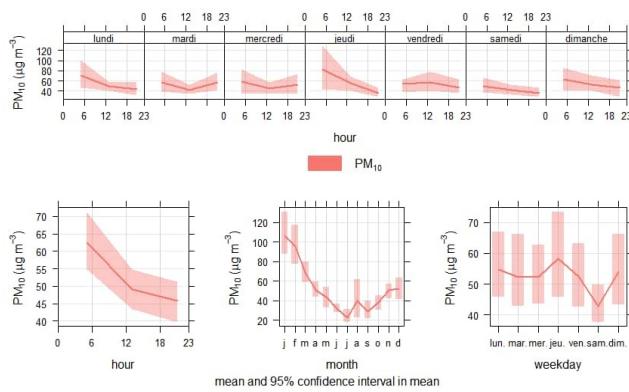 0 6 12 18 23 0 6 12 18 23 0 6 12 18 23
lundi mardi mercredi jeudi vendredi samedi dimanche
PM10 (µg m−3)
120
100
80
60
40
0 6 12 18 23 0 6 12 18 23 0 6 12 18 23 0 6 12 18 23
hour
PM10
PM10 (µg m−3)
70
65
60
55
50
45
40
0 6 12 18 23
hour
PM10 (µg m−3)
120
100
80
60
40
20
j f m a m j j a s o n d
month
PM10 (µg m−3)
70
60
50
40
lun. mar. mer. jeu. ven. sam. dim.
weekday
mean and 95% confidence interval in mean